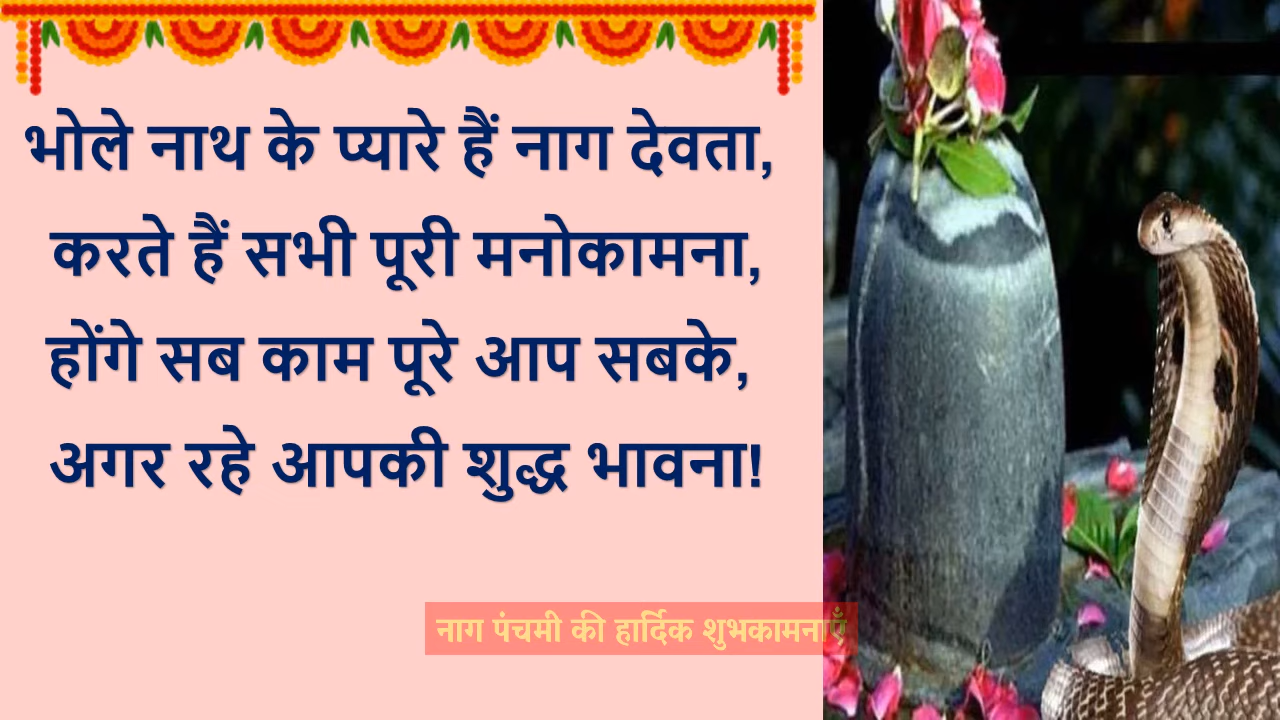 भोले नाथ के प्यारे हैं नाग देवता,
करते हैं सभी पूरी मनोकामना,
होंगे सब काम पूरे आप सबके,
अगर रहे आपकी शुद्ध भावना!
नाग पंचमी की हार्दिक शुभकामनाएँ